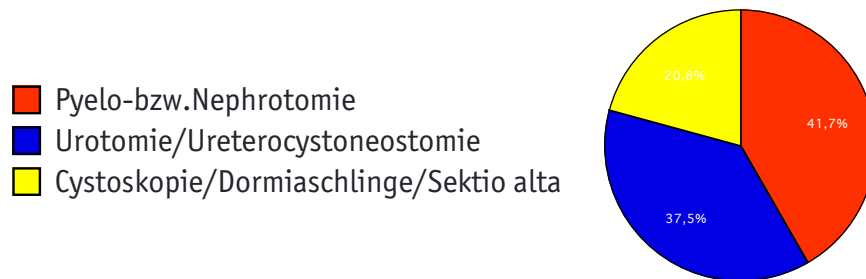 20,8%
Pyelo-bzw.Nephrotomie
41,7%
Urotomie/Ureterocystoneostomie
Cystoskopie/Dormiaschlinge/Sektio alta
37,5%